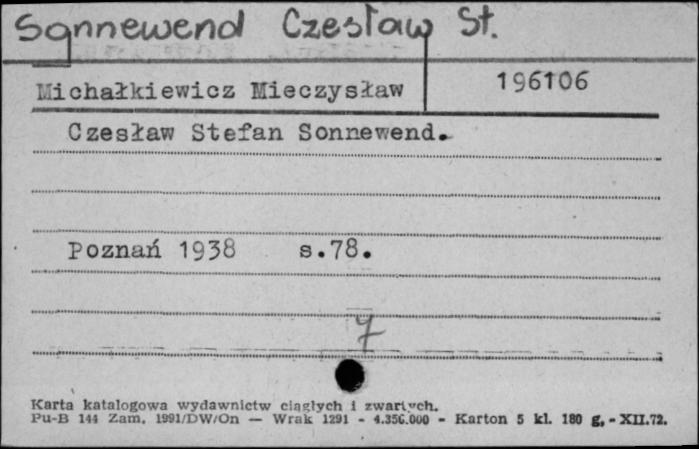 Sonnewend Czesław St.
Michałkiewicz Mieczysław 196106
Czesław Stefan Sonnewend.
Poznań 1938 s.78.
7
Karta katalogowa wydawnictw ciągłych i zwartych.
Pu-B 144 Zam. 1991/DW/On — Wrak 1291 - 4.356.000 - Karton 5 kl. 180 g. - XII.72.